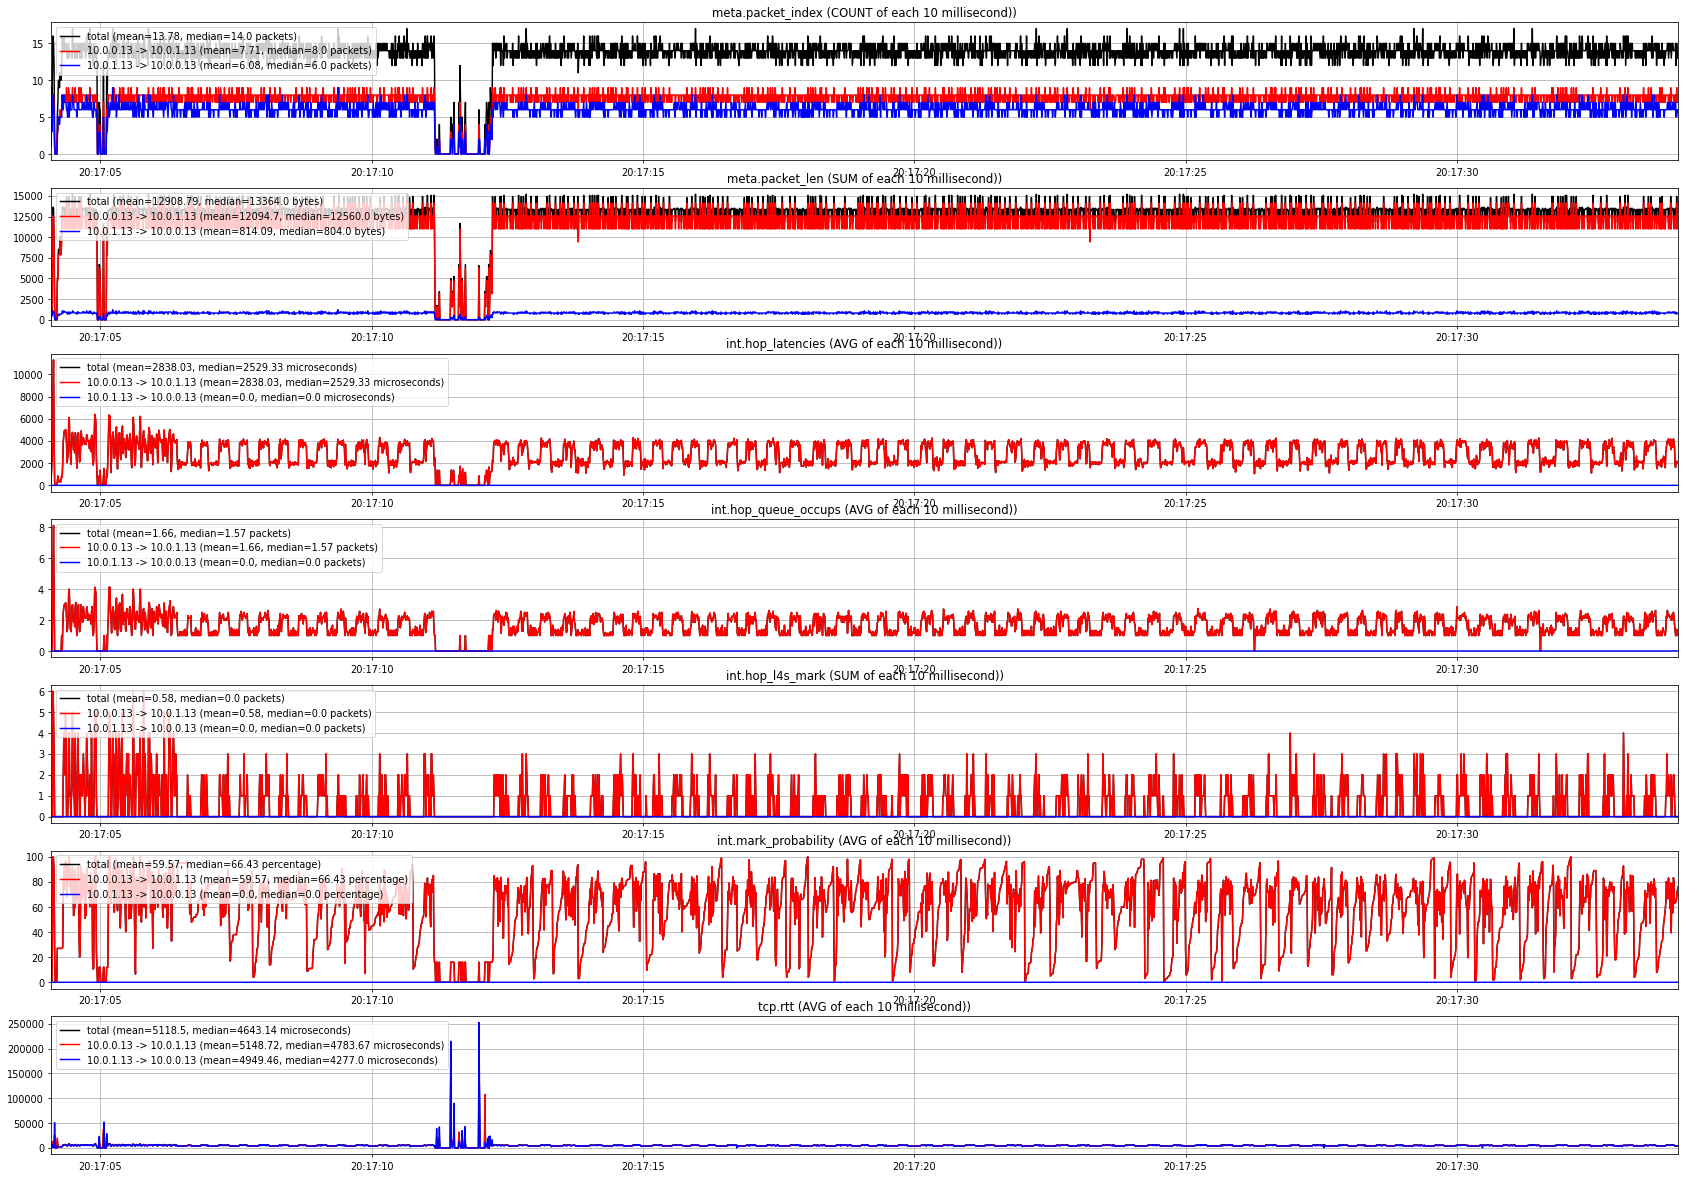 meta.packet_index (COUNT of each 10 millisecond))
total (mean=13.78, median=14.0 packets)
10.0.0.13 -> 10.0.1.13 (mean=7.71, median=8.0 packets)
10.0.1.13 -> 10.0.0.13 (mean=6.08, median=6.0 packets)
15
10
5
0
20:17:05 20:17:10 20:17:15 20:17:20 20:17:25 20:17:30
meta.packet_len (SUM of each 10 millisecond))
total (mean=12908.79, median=13364.0 bytes)
10.0.0.13 -> 10.0.1.13 (mean=12094.7, median=12560.0 bytes)
10.0.1.13 -> 10.0.0.13 (mean=814.09, median=804.0 bytes)
15000
12500
10000
7500
5000
2500
0
20:17:05 20:17:10 20:17:15 20:17:20 20:17:25 20:17:30
int.hop_latencies (AVG of each 10 millisecond))
total (mean=2838.03, median=2529.33 microseconds)
10.0.0.13 -> 10.0.1.13 (mean=2838.03, median=2529.33 microseconds)
10.0.1.13 -> 10.0.0.13 (mean=0.0, median=0.0 microseconds)
10000
8000
6000
4000
2000
0
20:17:05 20:17:10 20:17:15 20:17:20 20:17:25 20:17:30
int.hop_queue_occups (AVG of each 10 millisecond))
total (mean=1.66, median=1.57 packets)
10.0.0.13 -> 10.0.1.13 (mean=1.66, median=1.57 packets)
10.0.1.13 -> 10.0.0.13 (mean=0.0, median=0.0 packets)
8
6
4
2
0
20:17:05 20:17:10 20:17:15 20:17:20 20:17:25 20:17:30
int.hop_l4s_mark (SUM of each 10 millisecond))
total (mean=0.58, median=0.0 packets)
10.0.0.13 -> 10.0.1.13 (mean=0.58, median=0.0 packets)
10.0.1.13 -> 10.0.0.13 (mean=0.0, median=0.0 packets)
6
5
4
3
2
1
0
20:17:05 20:17:10 20:17:15 20:17:20 20:17:25 20:17:30
int.mark_probability (AVG of each 10 millisecond))
total (mean=59.57, median=66.43 percentage)
10.0.0.13 -> 10.0.1.13 (mean=59.57, median=66.43 percentage)
10.0.1.13 -> 10.0.0.13 (mean=0.0, median=0.0 percentage)
100
80
60
40
20
0
20:17:05 20:17:10 20:17:15 20:17:20 20:17:25 20:17:30
tcp.rtt (AVG of each 10 millisecond))
total (mean=5118.5, median=4643.14 microseconds)
10.0.0.13 -> 10.0.1.13 (mean=5148.72, median=4783.67 microseconds)
10.0.1.13 -> 10.0.0.13 (mean=4949.46, median=4277.0 microseconds)
250000
200000
150000
100000
50000
0
20:17:05 20:17:10 20:17:15 20:17:20 20:17:25 20:17:30